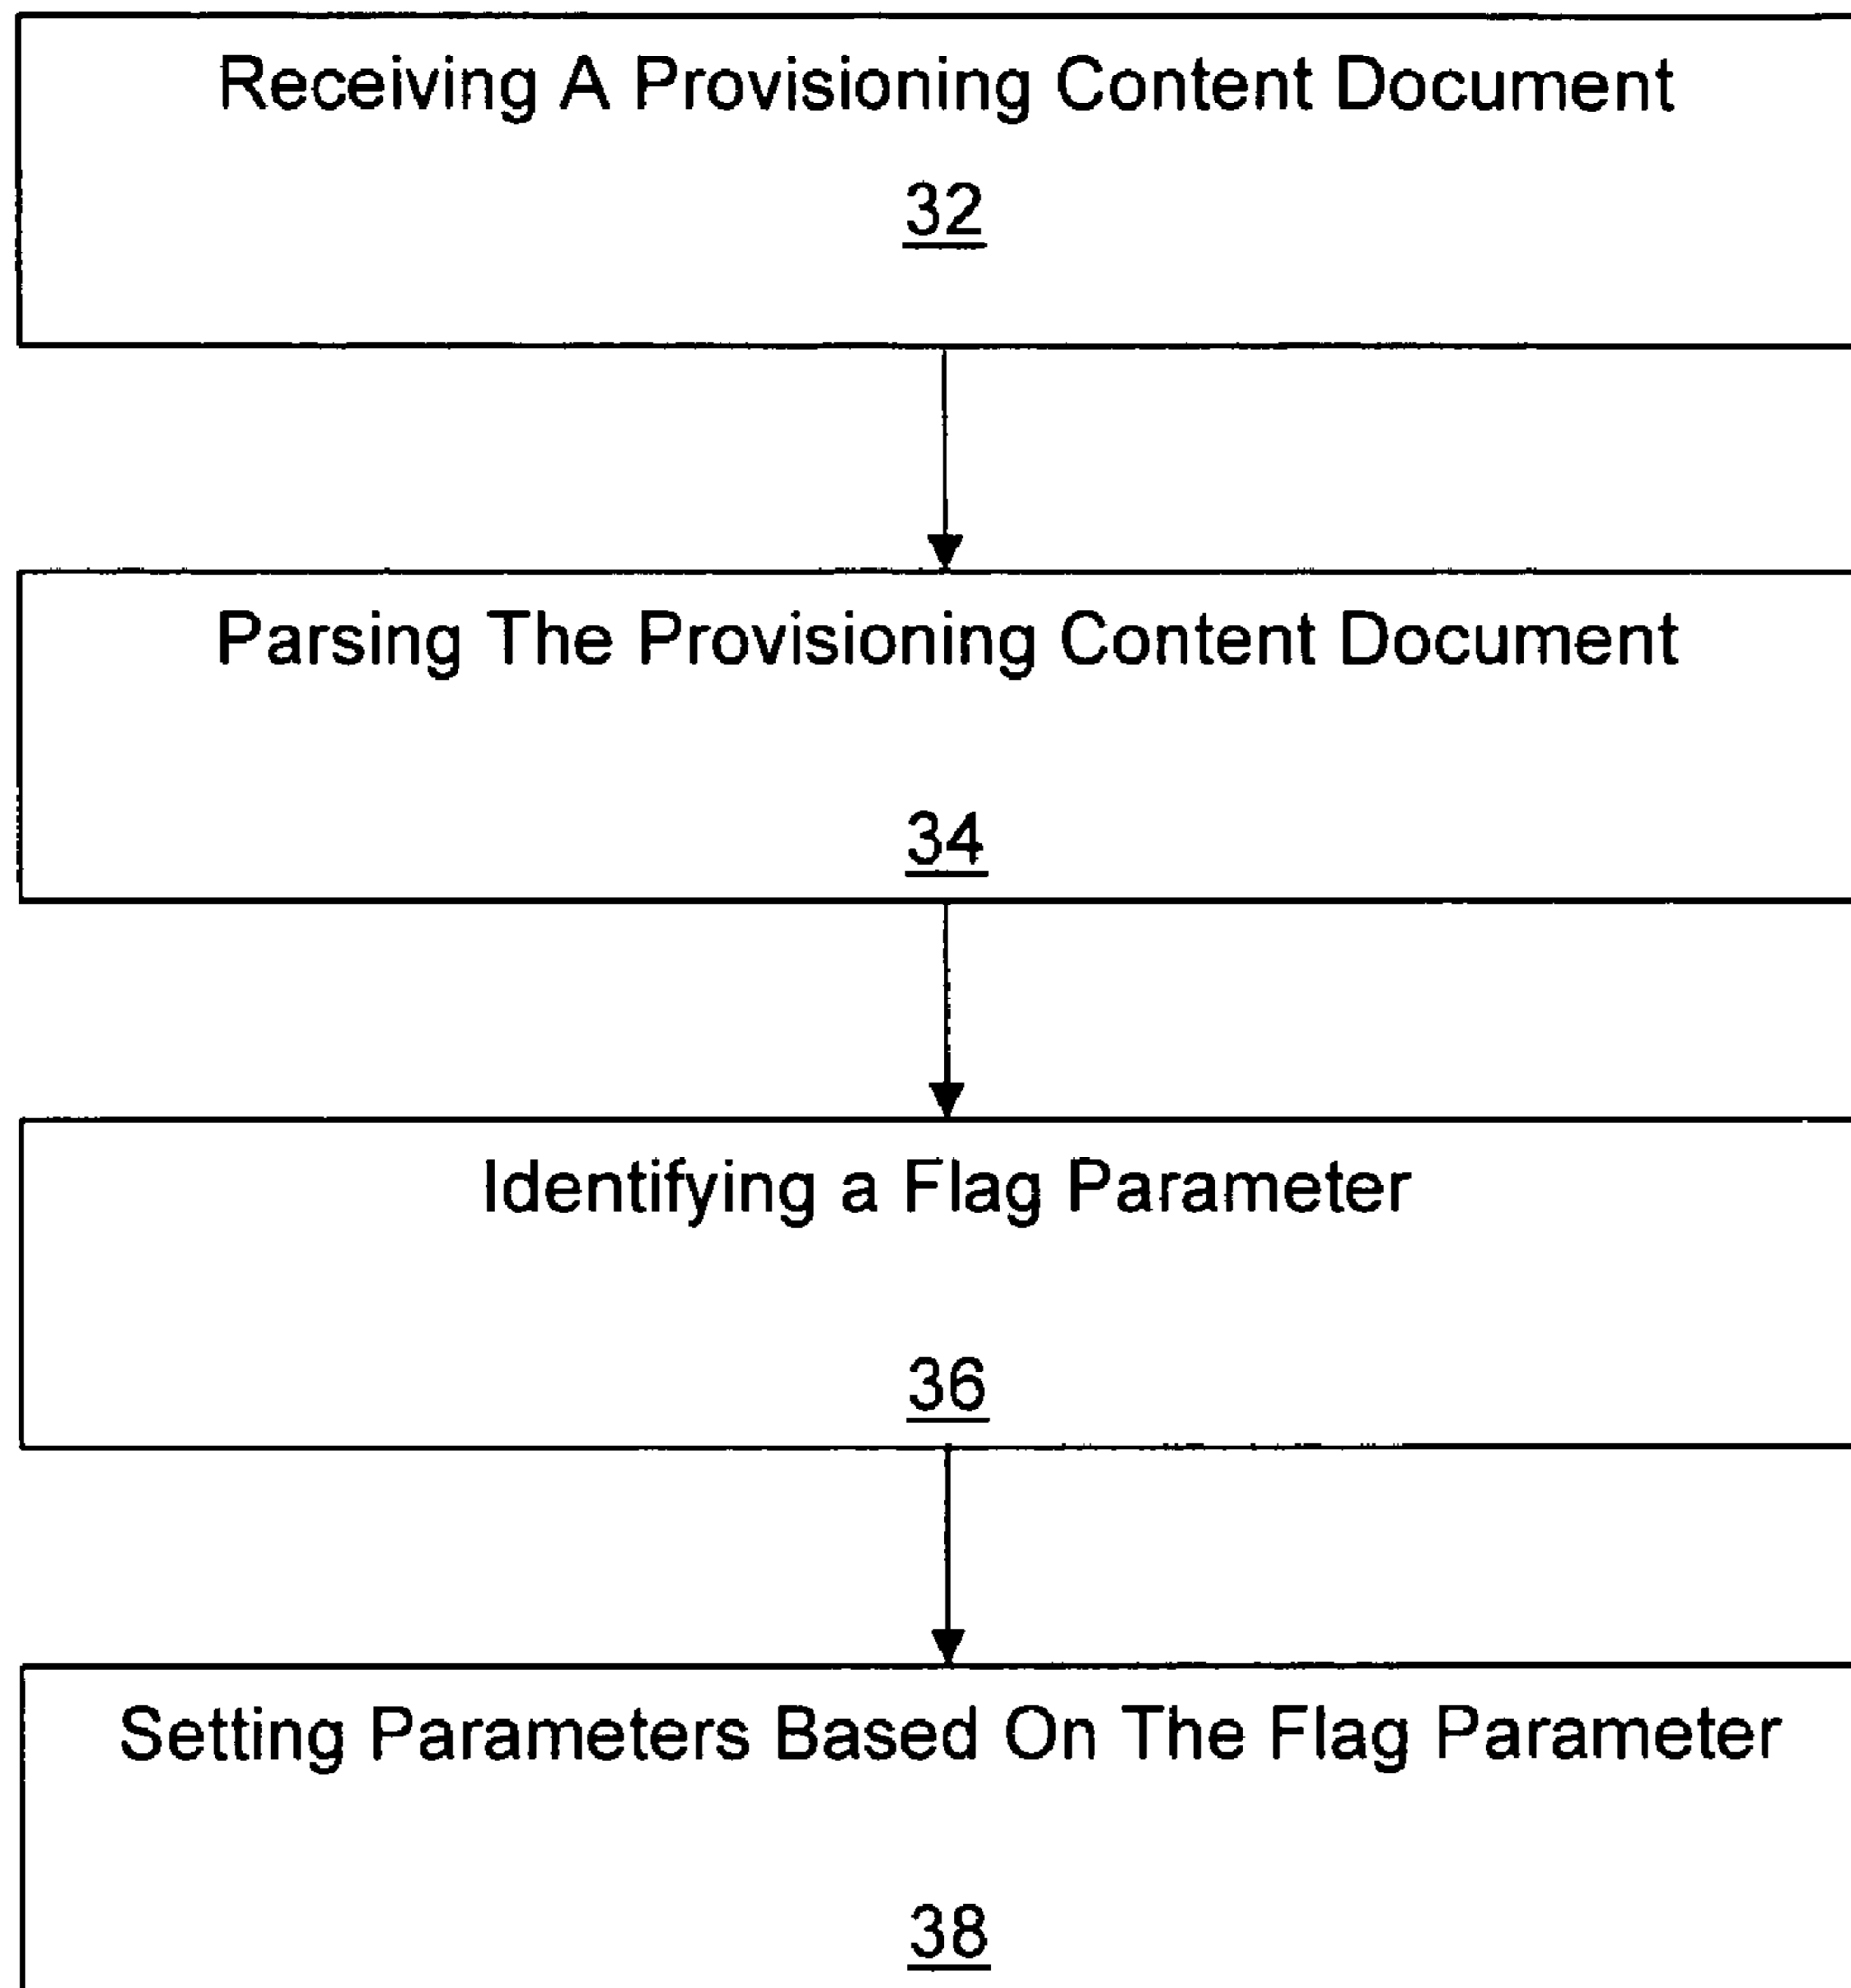 Receiving A Provisioning Content Document
32
Parsing The Provisioning Content Document
34
Identifying a Flag Parameter
36
Setting Parameters Based On The Flag Parameter
38